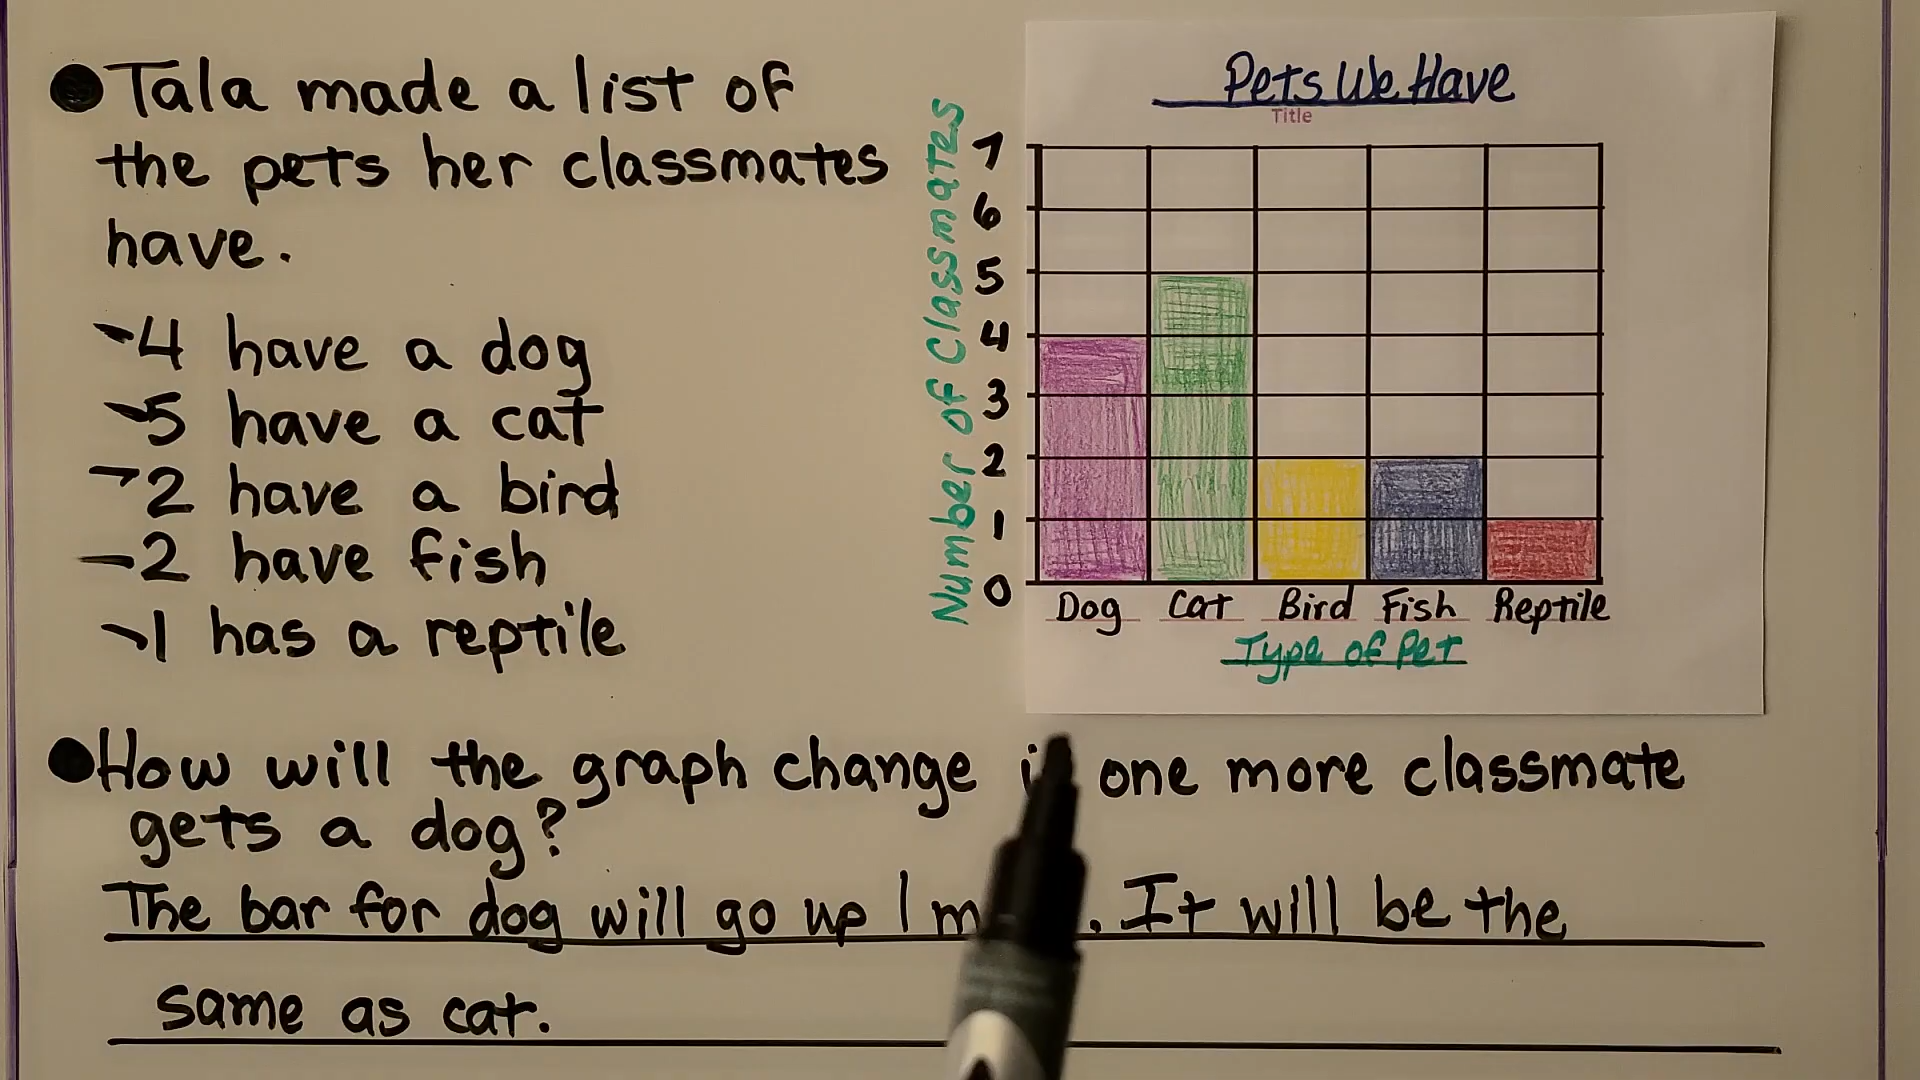 Tala made a list of
the pets her classmates
have.
-4 have a dog
-5 have a cat
-2 have a bird
-2 have fish
-1 has a reptile
Pets We Have
Title
Number of Classmates
7
6
5
4
3
2
1
0
Dog Cat Bird Fish Reptile
Type of Pet
How will the graph change one more classmate
gets a dog?
The bar for dog will go up 1 . It will be the
same as cat.